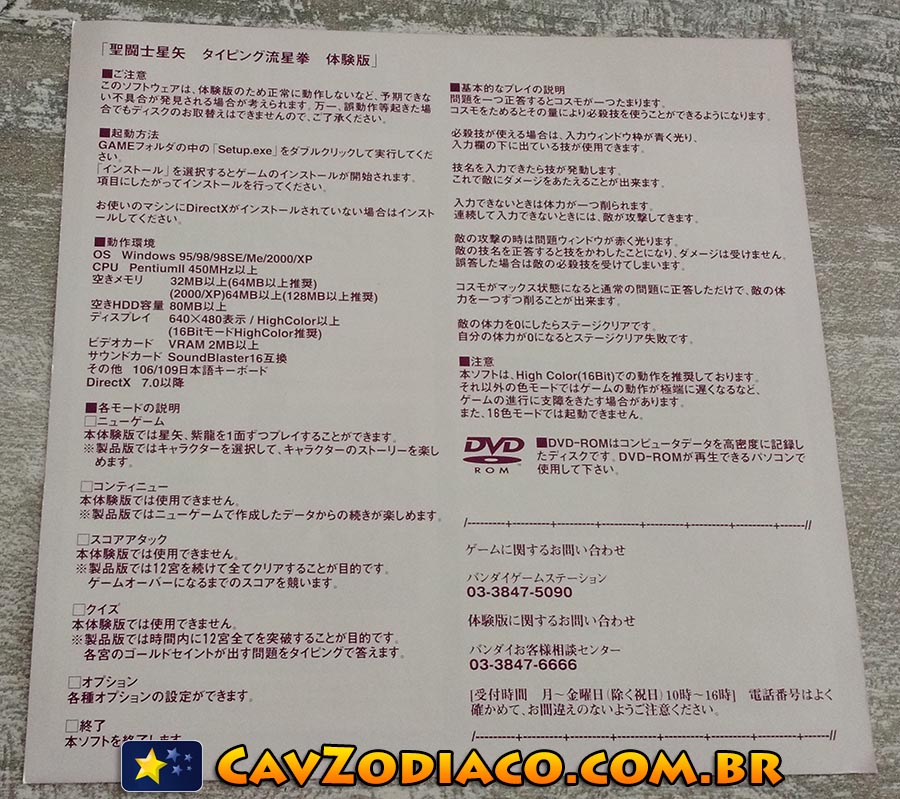 「聖闘士星矢　タイピング流星拳　体験版」
■ご注意
このソフトウェアは、体験版のため正常に動作しないなど、予期できな
い不具合が発見される場合が考えられます。万一、誤動作等起きた場
合でもディスクのお取替えはできませんので、ご了承ください。
■起動方法
GAMEフォルダの中の「Setup.exe」をダブルクリックして実行してくだ
さい。
「インストール」を選択するとゲームのインストールが開始されます。
項目にしたがってインストールを行ってください。
お使いのマシンにDirectXがインストールされていない場合はインスト
ールしてください。
■動作環境
OS　Windows 95/98/98SE/Me/2000/XP
CPU　PentiumII 450MHz以上
空きメモリ　32MB以上(64MB以上推奨)
(2000/XP)64MB以上(128MB以上推奨)
空きHDD容量 80MB以上
ディスプレイ　640×480表示 / HighColor以上
(16BitモードHighColor推奨)
ビデオカード　VRAM 2MB以上
サウンドカード SoundBlaster16互換
その他　106/109日本語キーボード
DirectX　7.0以降
■各モードの説明
□ニューゲーム
本体験版では星矢、紫龍を1面ずつプレイすることができます。
※製品版ではキャラクターを選択して、キャラクターのストーリーを楽し
めます。
□コンティニュー
本体験版では使用できません。
※製品版ではニューゲームで作成したデータからの続きが楽しめます。
□スコアアタック
本体験版では使用できません。
※製品版では12宮を続けて全てクリアすることが目的です。
ゲームオーバーになるまでのスコアを競います。
□クイズ
本体験版では使用できません。
※製品版では時間内に12宮全てを突破することが目的です。
各宮のゴールドセイントが出す問題をタイピングで答えます。
□オプション
各種オプションの設定ができます。
□終了
本ソフトを終了します。
■基本的なプレイの説明
問題を一つ正答するとコスモが一つたまります。
コスモをためるとその量により必殺技を使うことができるようになります。
必殺技が使える場合は、入力ウィンドウ枠が青く光り、
入力欄の下に出ている技が使用できます。
技名を入力できたら技が発動します。
これで敵にダメージをあたえることが出来ます。
入力できないときは体力が一つ削られます。
連続して入力できないときには、敵が攻撃してきます。
敵の攻撃の時は問題ウィンドウが赤く光ります。
敵の技名を正答すると技をかわしたことになり、ダメージは受けません。
誤答した場合は敵の必殺技を受けてしまいます。
コスモがマックス状態になると通常の問題に正答しただけで、敵の体
力を一つずつ削ることが出来ます。
敵の体力を0にしたらステージクリアです。
自分の体力が0になるとステージクリア失敗です。
■注意
本ソフトは、High Color(16Bit)での動作を推奨しております。
それ以外の色モードではゲームの動作が極端に遅くなるなど、
ゲームの進行に支障をきたす場合があります。
また、16色モードでは起動できません。
DVD
ROM
■DVD-ROMはコンピュータデータを高密度に記録し
たディスクです。DVD-ROMが再生できるパソコンで
使用して下さい。
/---------+---------+---------+---------+---------+---------+---------+------//
ゲームに関するお問い合わせ
バンダイゲームステーション
03-3847-5090
体験版に関するお問い合わせ
バンダイお客様相談センター
03-3847-6666
[受付時間　月～金曜日(除く祝日)10時～16時]　電話番号はよく
確かめて、お間違えのないようご注意ください。
/---------+---------+---------+---------+---------+---------+---------+------//
CavZodiaco.com.br